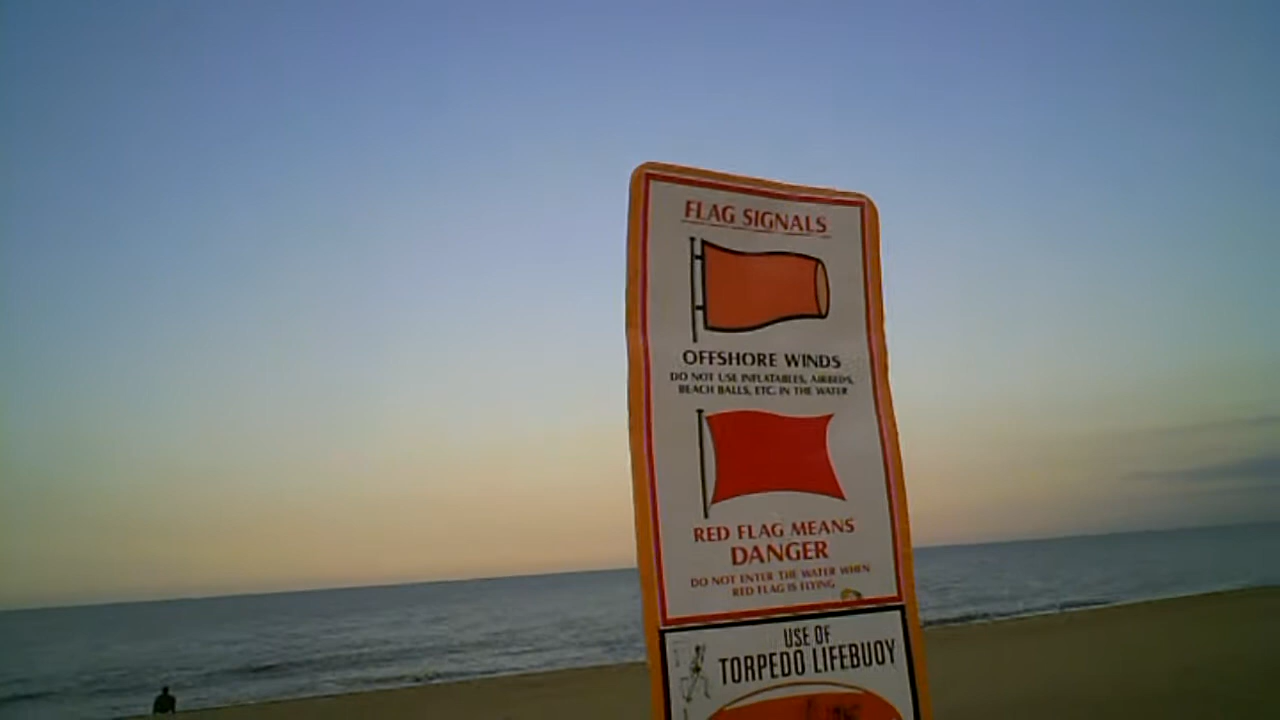 FLAG SIGNALS
OFFSHORE WINDS
DO NOT USE INFLATABLES, AIRBEDS,
BEACH BALLS, ETC. IN THE WATER
RED FLAG MEANS
DANGER
DO NOT ENTER THE WATER WHEN
RED FLAG IS FLYING
USE OF
TORPEDO LIFEBUOY